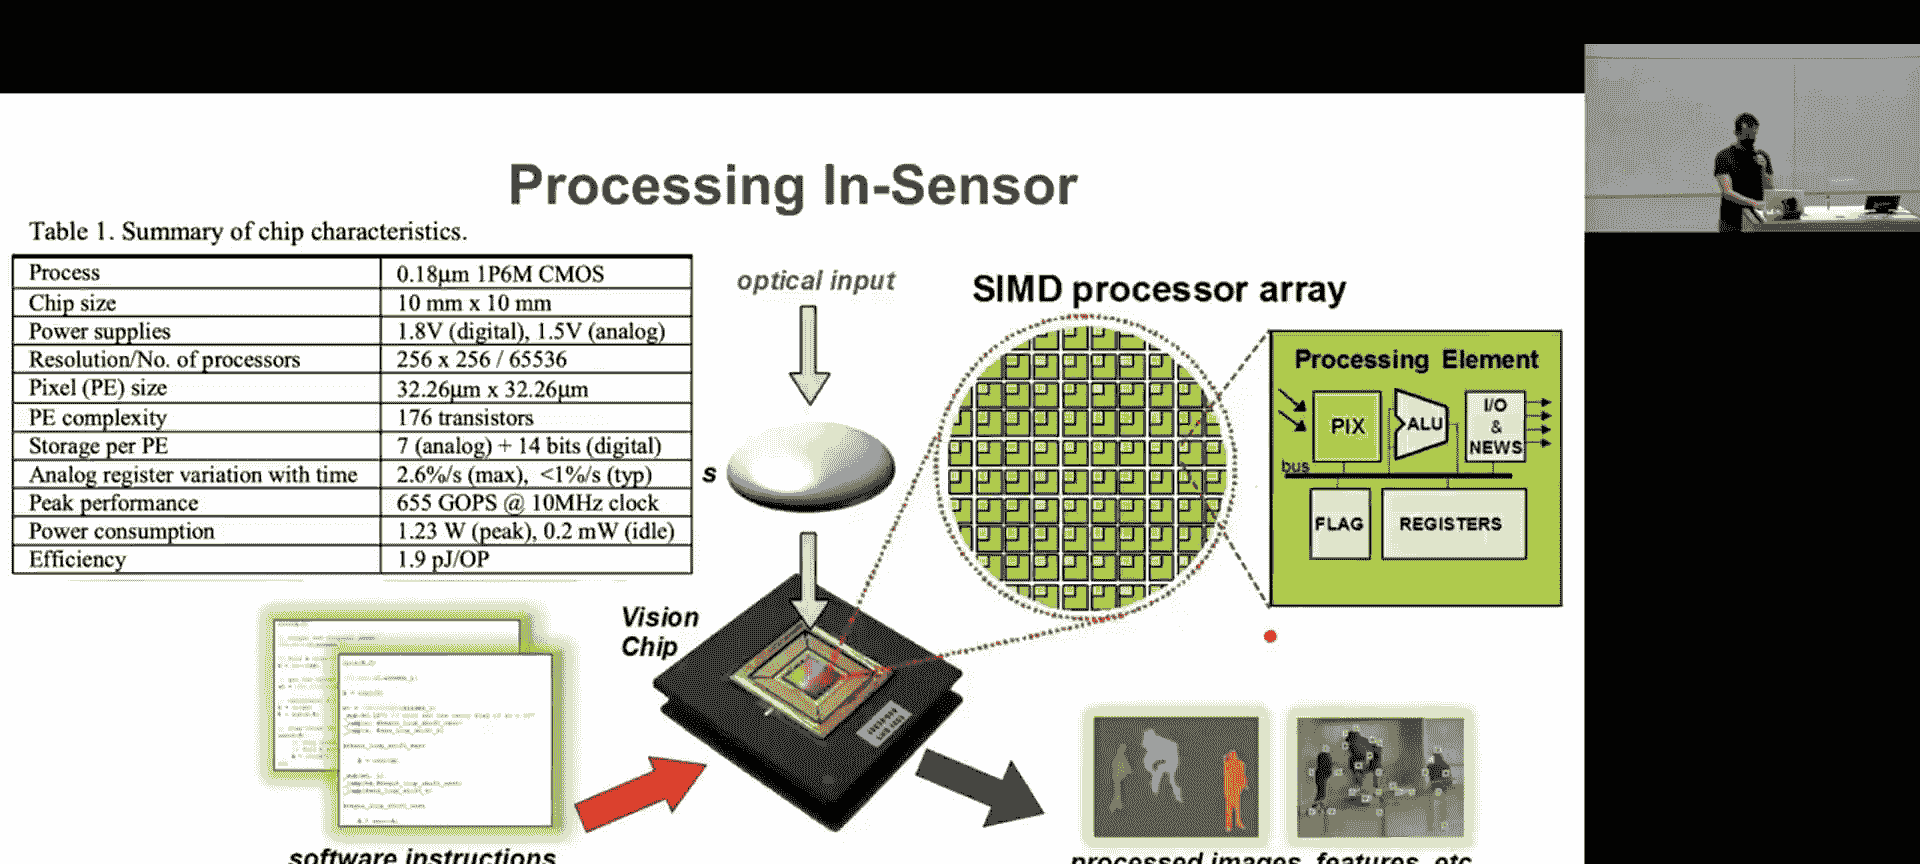 Processing In-Sensor
Table 1. Summary of chip characteristics.
Process 0.18µm 1P6M CMOS
Chip size 10 mm x 10 mm
Power supplies 1.8V (digital), 1.5V (analog)
Resolution/No. of processors 256 x 256 / 65536
Pixel (PE) size 32.26µm x 32.26µm
PE complexity 176 transistors
Storage per PE 7 (analog) + 14 bits (digital)
Analog register variation with time 2.6%/s (max), <1%/s (typ)
Peak performance 655 GOPS @ 10MHz clock
Power consumption 1.23 W (peak), 0.2 mW (idle)
Efficiency 1.9 pJ/OP
optical input
s
Vision
Chip
SIMD processor array
Processing Element
PIX
ALU
I/O
&
NEWS
bus
FLAG
REGISTERS
software instructions
processed images, features, etc